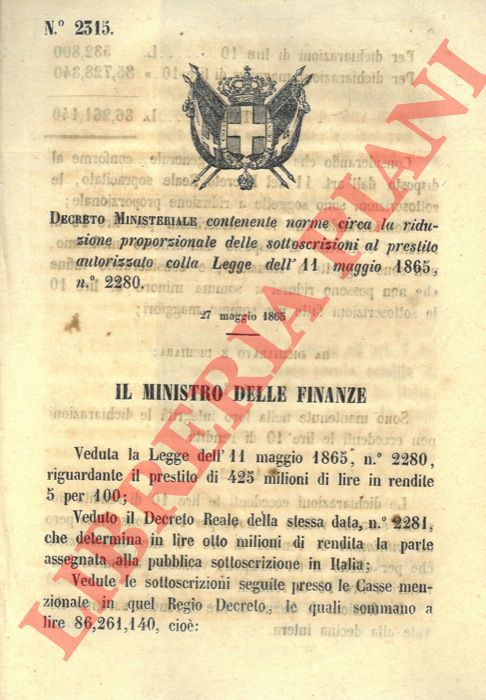 N.° 2315.
DECRETO MINISTERIALE contenente norme circa la ridu-
zione proporzionale delle sottoscrizioni al prestito
autorizzato colla Legge dell'11 maggio 1865,
n.° 2280.
27 maggio 1865
IL MINISTRO DELLE FINANZE
Veduta la Legge dell'11 maggio 1865, n.° 2280,
riguardante il prestito di 425 milioni di lire in rendite
5 per 100;
Veduto il Decreto Reale della stessa data, n.° 2281,
che determina in lire otto milioni di rendita la parte
assegnata alla pubblica sottoscrizione in Italia;
Vedute le sottoscrizioni seguite presso le Casse men-
zionate in quel Regio Decreto, le quali sommano a
lire 86,261,140, cioè:
LIBRERIA PIANI